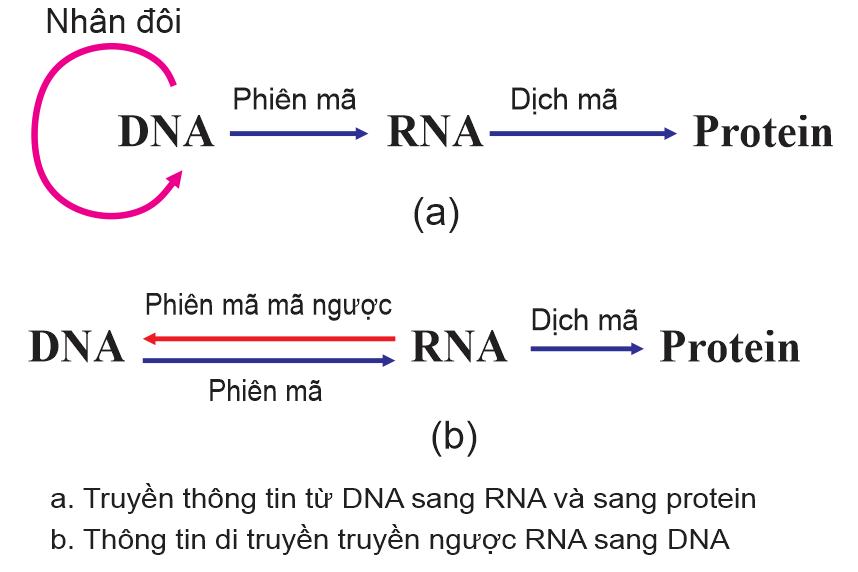 Nhân đôi
Phiên mã Dịch mã
DNA RNA Protein
(a)
Phiên mã mã ngược Dịch mã
DNA RNA Protein
Phiên mã
(b)
a. Truyền thông tin từ DNA sang RNA và sang protein
b. Thông tin di truyền truyền ngược RNA sang DNA